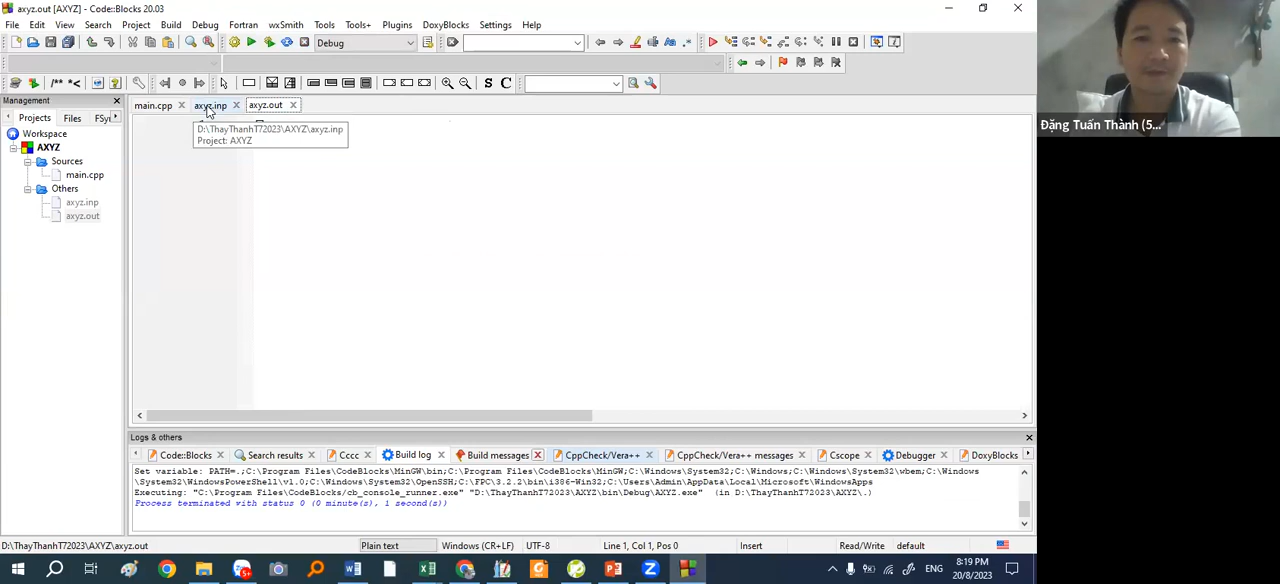 axyz.out [AXYZ] - Code::Blocks 20.03
File Edit View Search Project Build Debug Fortran wxSmith Tools Tools+ Plugins DoxyBlocks Settings Help
Debug
/** *<
S C
Management
Projects Files FSy
main.cpp axyz.inp axyz.out
D:\ThayThanhT72023\AXYZ\axyz.inp
Project: AXYZ
Workspace
AXYZ
Sources
main.cpp
Others
axyz.inp
axyz.out
Đặng Tuấn Thành (5...
Logs & others
Code::Blocks Search results Cccc Build log Build messages CppCheck/Vera++ CppCheck/Vera++ messages Cscope Debugger DoxyBlocks
Set variable: PATH=.;C:\Program Files\CodeBlocks\MinGW\bin;C:\Program Files\CodeBlocks\MinGW;C:\Windows\System32;C:\Windows;C:\Windows\System32\wbem;C:\Windows
\System32\WindowsPowerShell\v1.0;C:\Windows\System32\OpenSSH;C:\FPC\3.2.2\bin\i386-Win32;C:\Users\Admin\AppData\Local\Microsoft\WindowsApps
Executing: "C:\Program Files\CodeBlocks/cb_console_runner.exe" "D:\ThayThanhT72023\AXYZ\bin\Debug\AXYZ.exe" (in D:\ThayThanhT72023\AXYZ\.)
Process terminated with status 0 (0 minute(s), 1 second(s))
D:\ThayThanhT72023\AXYZ\axyz.out Plain text Windows (CR+LF) UTF-8 Line 1, Col 1, Pos 0 Insert Read/Write default
ENG
8:19 PM
20/8/2023